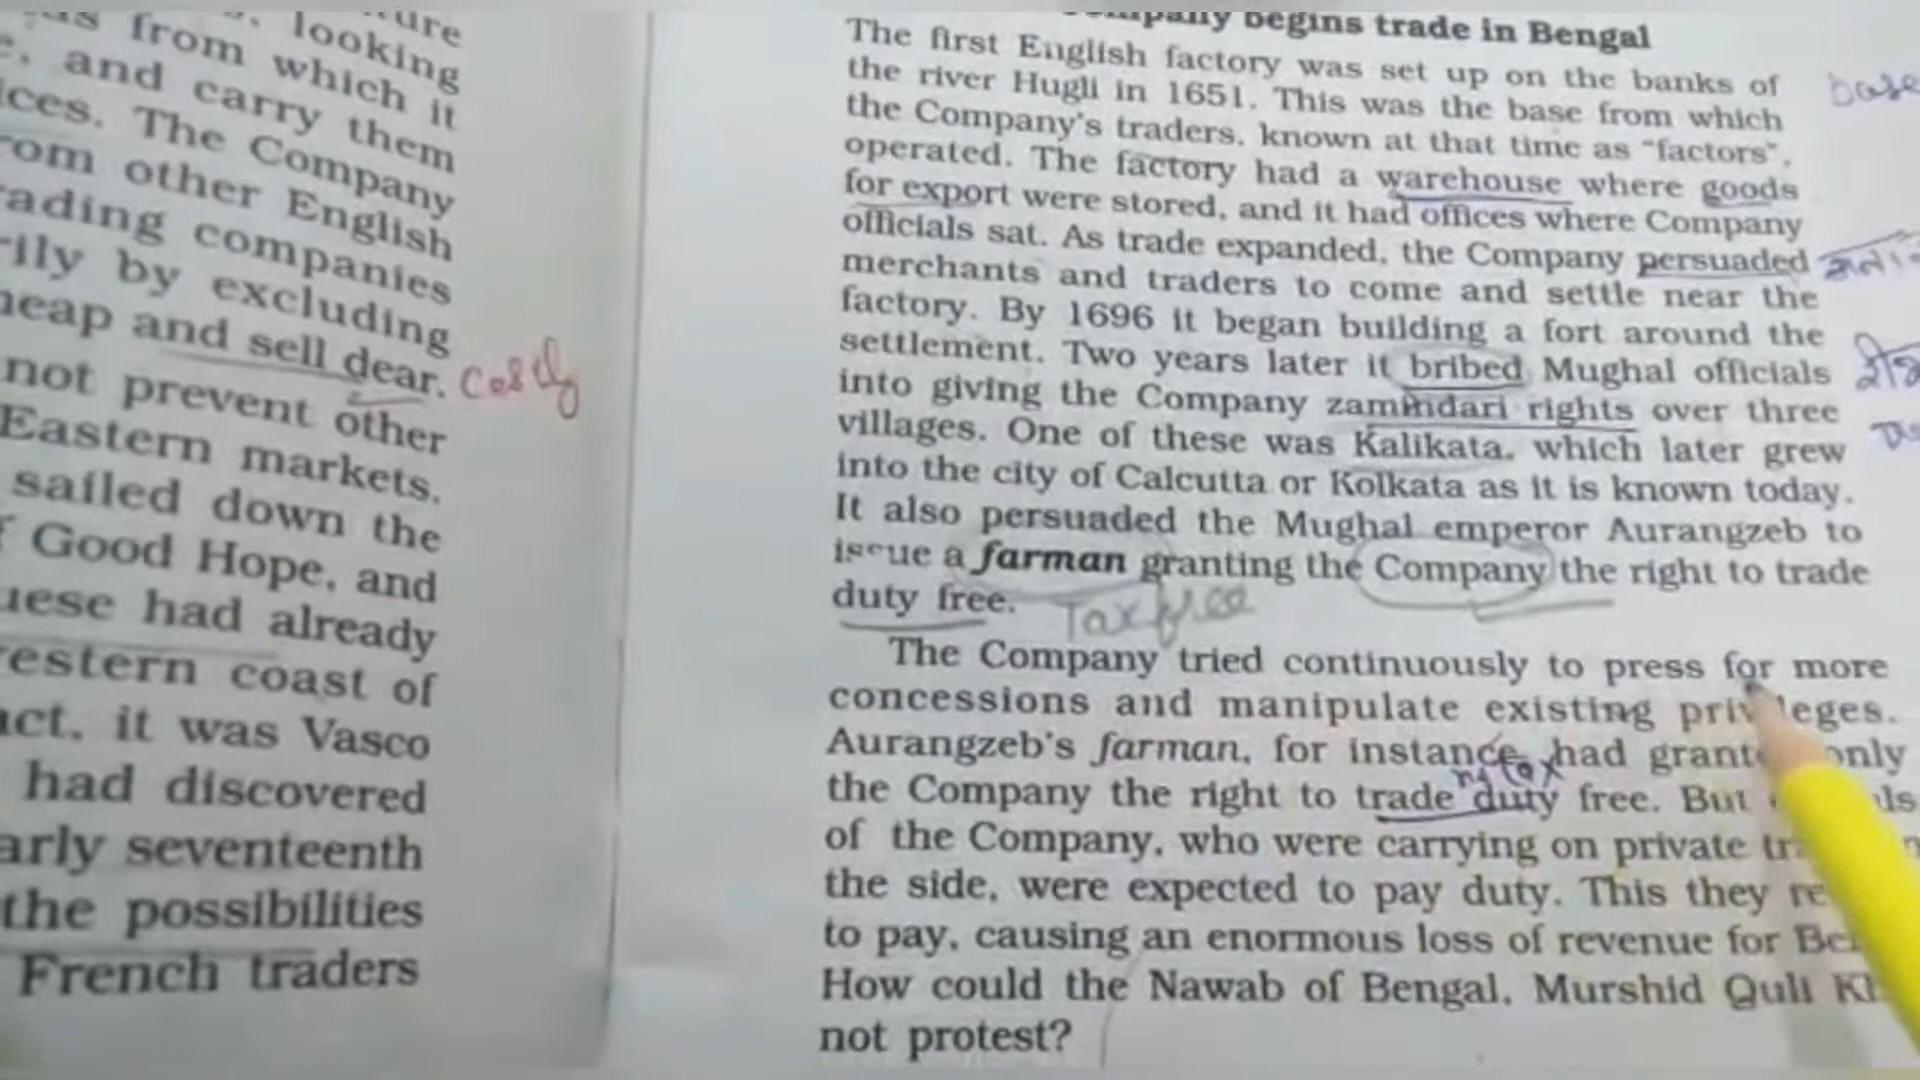 looking
from which it
and carry them
The Company
other English
companies
by excluding
and sell dear. Costly
not prevent other
Eastern markets.
sailed down the
Good Hope, and
had already
coast of
it was Vasco
had discovered
seventeenth
the possibilities
French traders
begins trade in Bengal
The first English factory was set up on the banks of
the river Hugli in 1651. This was the base from which
the Company's traders, known at that time as "factors",
operated. The factory had a warehouse where goods
for export were stored, and it had offices where Company
officials sat. As trade expanded, the Company persuaded
merchants and traders to come and settle near the
factory. By 1696 it began building a fort around the
settlement. Two years later it bribed Mughal officials
into giving the Company zamindari rights over three
villages. One of these was Kalikata, which later grew
into the city of Calcutta or Kolkata as it is known today.
It also persuaded the Mughal emperor Aurangzeb to
issue a farman granting the Company the right to trade
duty free. Tax free
The Company tried continuously to press for more
concessions and manipulate existing privileges.
Aurangzeb's farman, for instance, had granted only
no tax
the Company the right to trade duty free. But
of the Company, who were carrying on private
the side, were expected to pay duty. This they
to pay, causing an enormous loss of revenue for
How could the Nawab of Bengal, Murshid Quli
not protest?
base